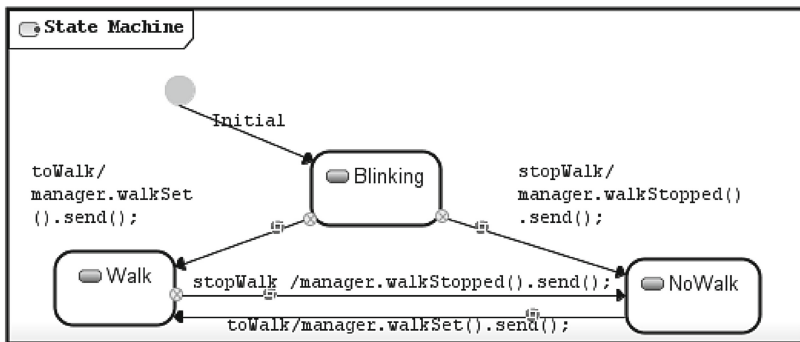 State Machine
Initial
toWalk/
manager.walkSet
().send();
Blinking
stopWalk/
manager.walkStopped()
.send();
Walk
stopWalk /manager.walkStopped().send();
NoWalk
toWalk/manager.walkSet().send();